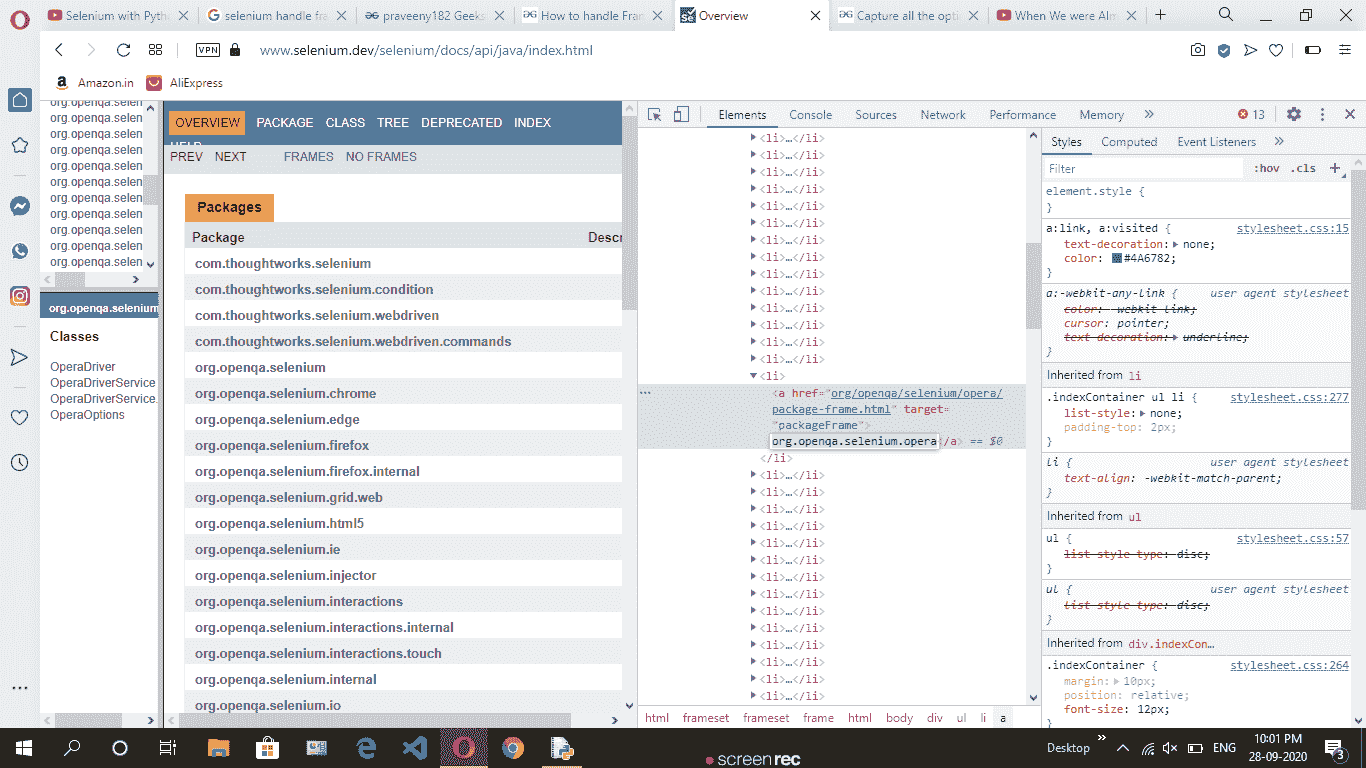 Selenium with Pyth
selenium handle fra
praveeny182 Geeks
How to handle Fram
Overview
Capture all the opti
When We were Alm
VPN
www.selenium.dev/selenium/docs/api/java/index.html
Amazon.in
AliExpress
org.openqa.selen
org.openqa.selen
org.openqa.selen
org.openqa.selen
org.openqa.selen
org.openqa.selen
org.openqa.selen
org.openqa.selen
org.openqa.selen
org.openqa.selen
org.openqa.selen
org.openqa.selenium
Classes
OperaDriver
OperaDriverService
OperaDriverService.
OperaOptions
OVERVIEW PACKAGE CLASS TREE DEPRECATED INDEX
HELP
PREV NEXT FRAMES NO FRAMES
Packages
Package Descr
com.thoughtworks.selenium
com.thoughtworks.selenium.condition
com.thoughtworks.selenium.webdriven
com.thoughtworks.selenium.webdriven.commands
org.openqa.selenium
org.openqa.selenium.chrome
org.openqa.selenium.edge
org.openqa.selenium.firefox
org.openqa.selenium.firefox.internal
org.openqa.selenium.grid.web
org.openqa.selenium.html5
org.openqa.selenium.ie
org.openqa.selenium.injector
org.openqa.selenium.interactions
org.openqa.selenium.interactions.internal
org.openqa.selenium.interactions.touch
org.openqa.selenium.internal
org.openqa.selenium.io
Elements Console Sources Network Performance Memory » 13
<li>…</li>
<li>…</li>
<li>…</li>
<li>…</li>
<li>…</li>
<li>…</li>
<li>…</li>
<li>…</li>
<li>…</li>
<li>…</li>
<li>…</li>
<li>…</li>
<li>…</li>
<li>…</li>
<li>
<a href="org/openqa/selenium/opera/
package-frame.html" target=
"packageFrame">
org.openqa.selenium.opera</a> == $0
</li>
<li>…</li>
<li>…</li>
<li>…</li>
<li>…</li>
<li>…</li>
<li>…</li>
<li>…</li>
<li>…</li>
<li>…</li>
<li>…</li>
<li>…</li>
<li>…</li>
<li>…</li>
<li>…</li>
html frameset frameset frame html body div ul li a
Styles Computed Event Listeners »
Filter :hov .cls +
element.style {
}
a:link, a:visited { stylesheet.css:15
text-decoration: none;
color: #4A6782;
}
a:-webkit-any-link { user agent stylesheet
color: -webkit-link;
cursor: pointer;
text-decoration: underline;
}
Inherited from li
.indexContainer ul li { stylesheet.css:277
list-style: none;
padding-top: 2px;
}
li { user agent stylesheet
text-align: -webkit-match-parent;
}
Inherited from ul
ul { stylesheet.css:57
list-style-type: disc;
}
ul { user agent stylesheet
list-style-type: disc;
}
Inherited from div.indexCon…
.indexContainer { stylesheet.css:264
margin: 10px;
position: relative;
font-size: 12px;
}
Desktop » ENG
10:01 PM
28-09-2020
3
screenrec